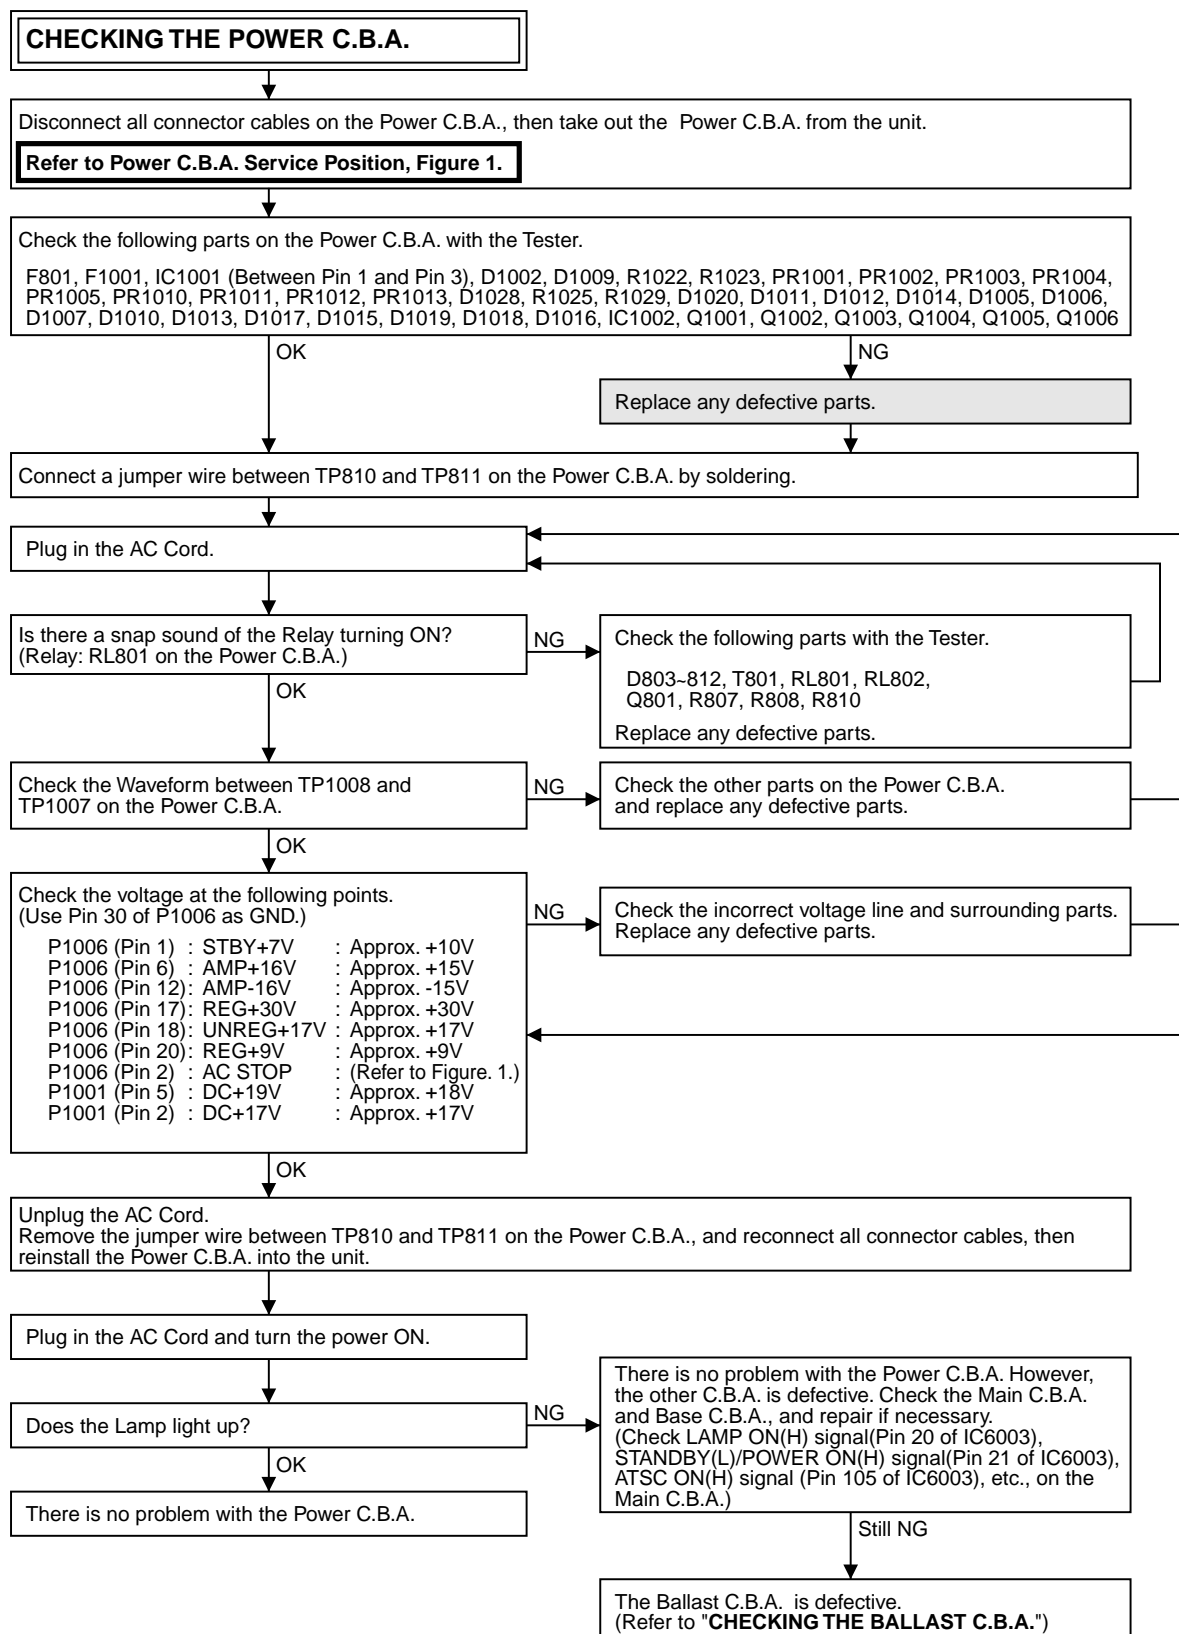 CHECKING THE POWER C.B.A.
Disconnect all connector cables on the Power C.B.A., then take out the Power C.B.A. from the unit.
Refer to Power C.B.A. Service Position, Figure 1.
Check the following parts on the Power C.B.A. with the Tester.
F801, F1001, IC1001 (Between Pin 1 and Pin 3), D1002, D1009, R1022, R1023, PR1001, PR1002, PR1003, PR1004,
PR1005, PR1010, PR1011, PR1012, PR1013, D1028, R1025, R1029, D1020, D1011, D1012, D1014, D1005, D1006,
D1007, D1010, D1013, D1017, D1015, D1019, D1018, D1016, IC1002, Q1001, Q1002, Q1003, Q1004, Q1005, Q1006
OK
NG
Replace any defective parts.
Connect a jumper wire between TP810 and TP811 on the Power C.B.A. by soldering.
Plug in the AC Cord.
Is there a snap sound of the Relay turning ON?
(Relay: RL801 on the Power C.B.A.)
NG
Check the following parts with the Tester.
D803~812, T801, RL801, RL802,
Q801, R807, R808, R810
Replace any defective parts.
OK
Check the Waveform between TP1008 and
TP1007 on the Power C.B.A.
NG
Check the other parts on the Power C.B.A.
and replace any defective parts.
OK
Check the voltage at the following points.
(Use Pin 30 of P1006 as GND.)
P1006 (Pin 1) : STBY+7V : Approx. +10V
P1006 (Pin 6) : AMP+16V : Approx. +15V
P1006 (Pin 12): AMP-16V : Approx. -15V
P1006 (Pin 17): REG+30V : Approx. +30V
P1006 (Pin 18): UNREG+17V : Approx. +17V
P1006 (Pin 20): REG+9V : Approx. +9V
P1006 (Pin 2) : AC STOP : (Refer to Figure. 1.)
P1001 (Pin 5) : DC+19V : Approx. +18V
P1001 (Pin 2) : DC+17V : Approx. +17V
NG
Check the incorrect voltage line and surrounding parts.
Replace any defective parts.
OK
Unplug the AC Cord.
Remove the jumper wire between TP810 and TP811 on the Power C.B.A., and reconnect all connector cables, then
reinstall the Power C.B.A. into the unit.
Plug in the AC Cord and turn the power ON.
Does the Lamp light up?
NG
There is no problem with the Power C.B.A. However,
the other C.B.A. is defective. Check the Main C.B.A.
and Base C.B.A., and repair if necessary.
(Check LAMP ON(H) signal(Pin 20 of IC6003),
STANDBY(L)/POWER ON(H) signal(Pin 21 of IC6003),
ATSC ON(H) signal (Pin 105 of IC6003), etc., on the
Main C.B.A.)
OK
There is no problem with the Power C.B.A.
Still NG
The Ballast C.B.A. is defective.
(Refer to "CHECKING THE BALLAST C.B.A.")